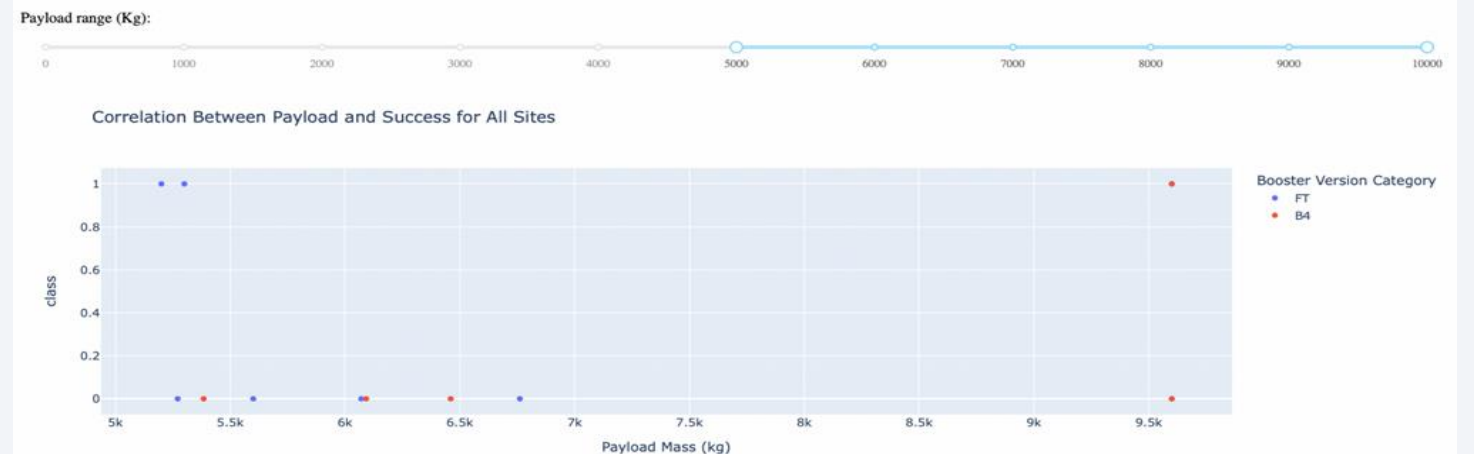 Payload range (Kg):
0 1000 2000 3000 4000 5000 6000 7000 8000 9000 10000
Correlation Between Payload and Success for All Sites
1
0.8
0.6
0.4
0.2
0
class
5k 5.5k 6k 6.5k 7k 7.5k 8k 8.5k 9k 9.5k
Payload Mass (kg)
Booster Version Category
FT
B4